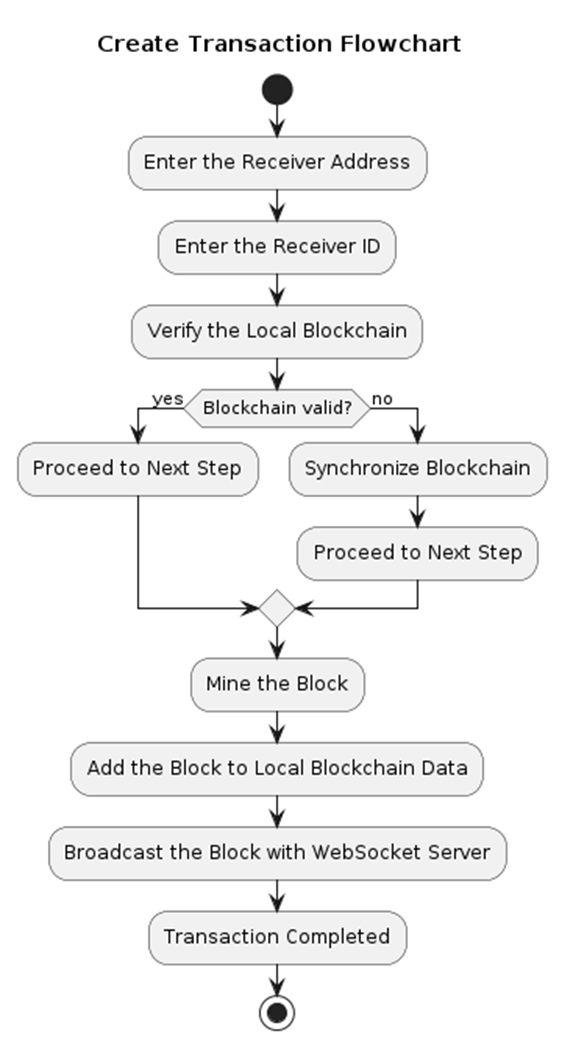 Create Transaction Flowchart
Enter the Receiver Address
Enter the Receiver ID
Verify the Local Blockchain
yes
Blockchain valid?
no
Proceed to Next Step
Synchronize Blockchain
Proceed to Next Step
Mine the Block
Add the Block to Local Blockchain Data
Broadcast the Block with WebSocket Server
Transaction Completed